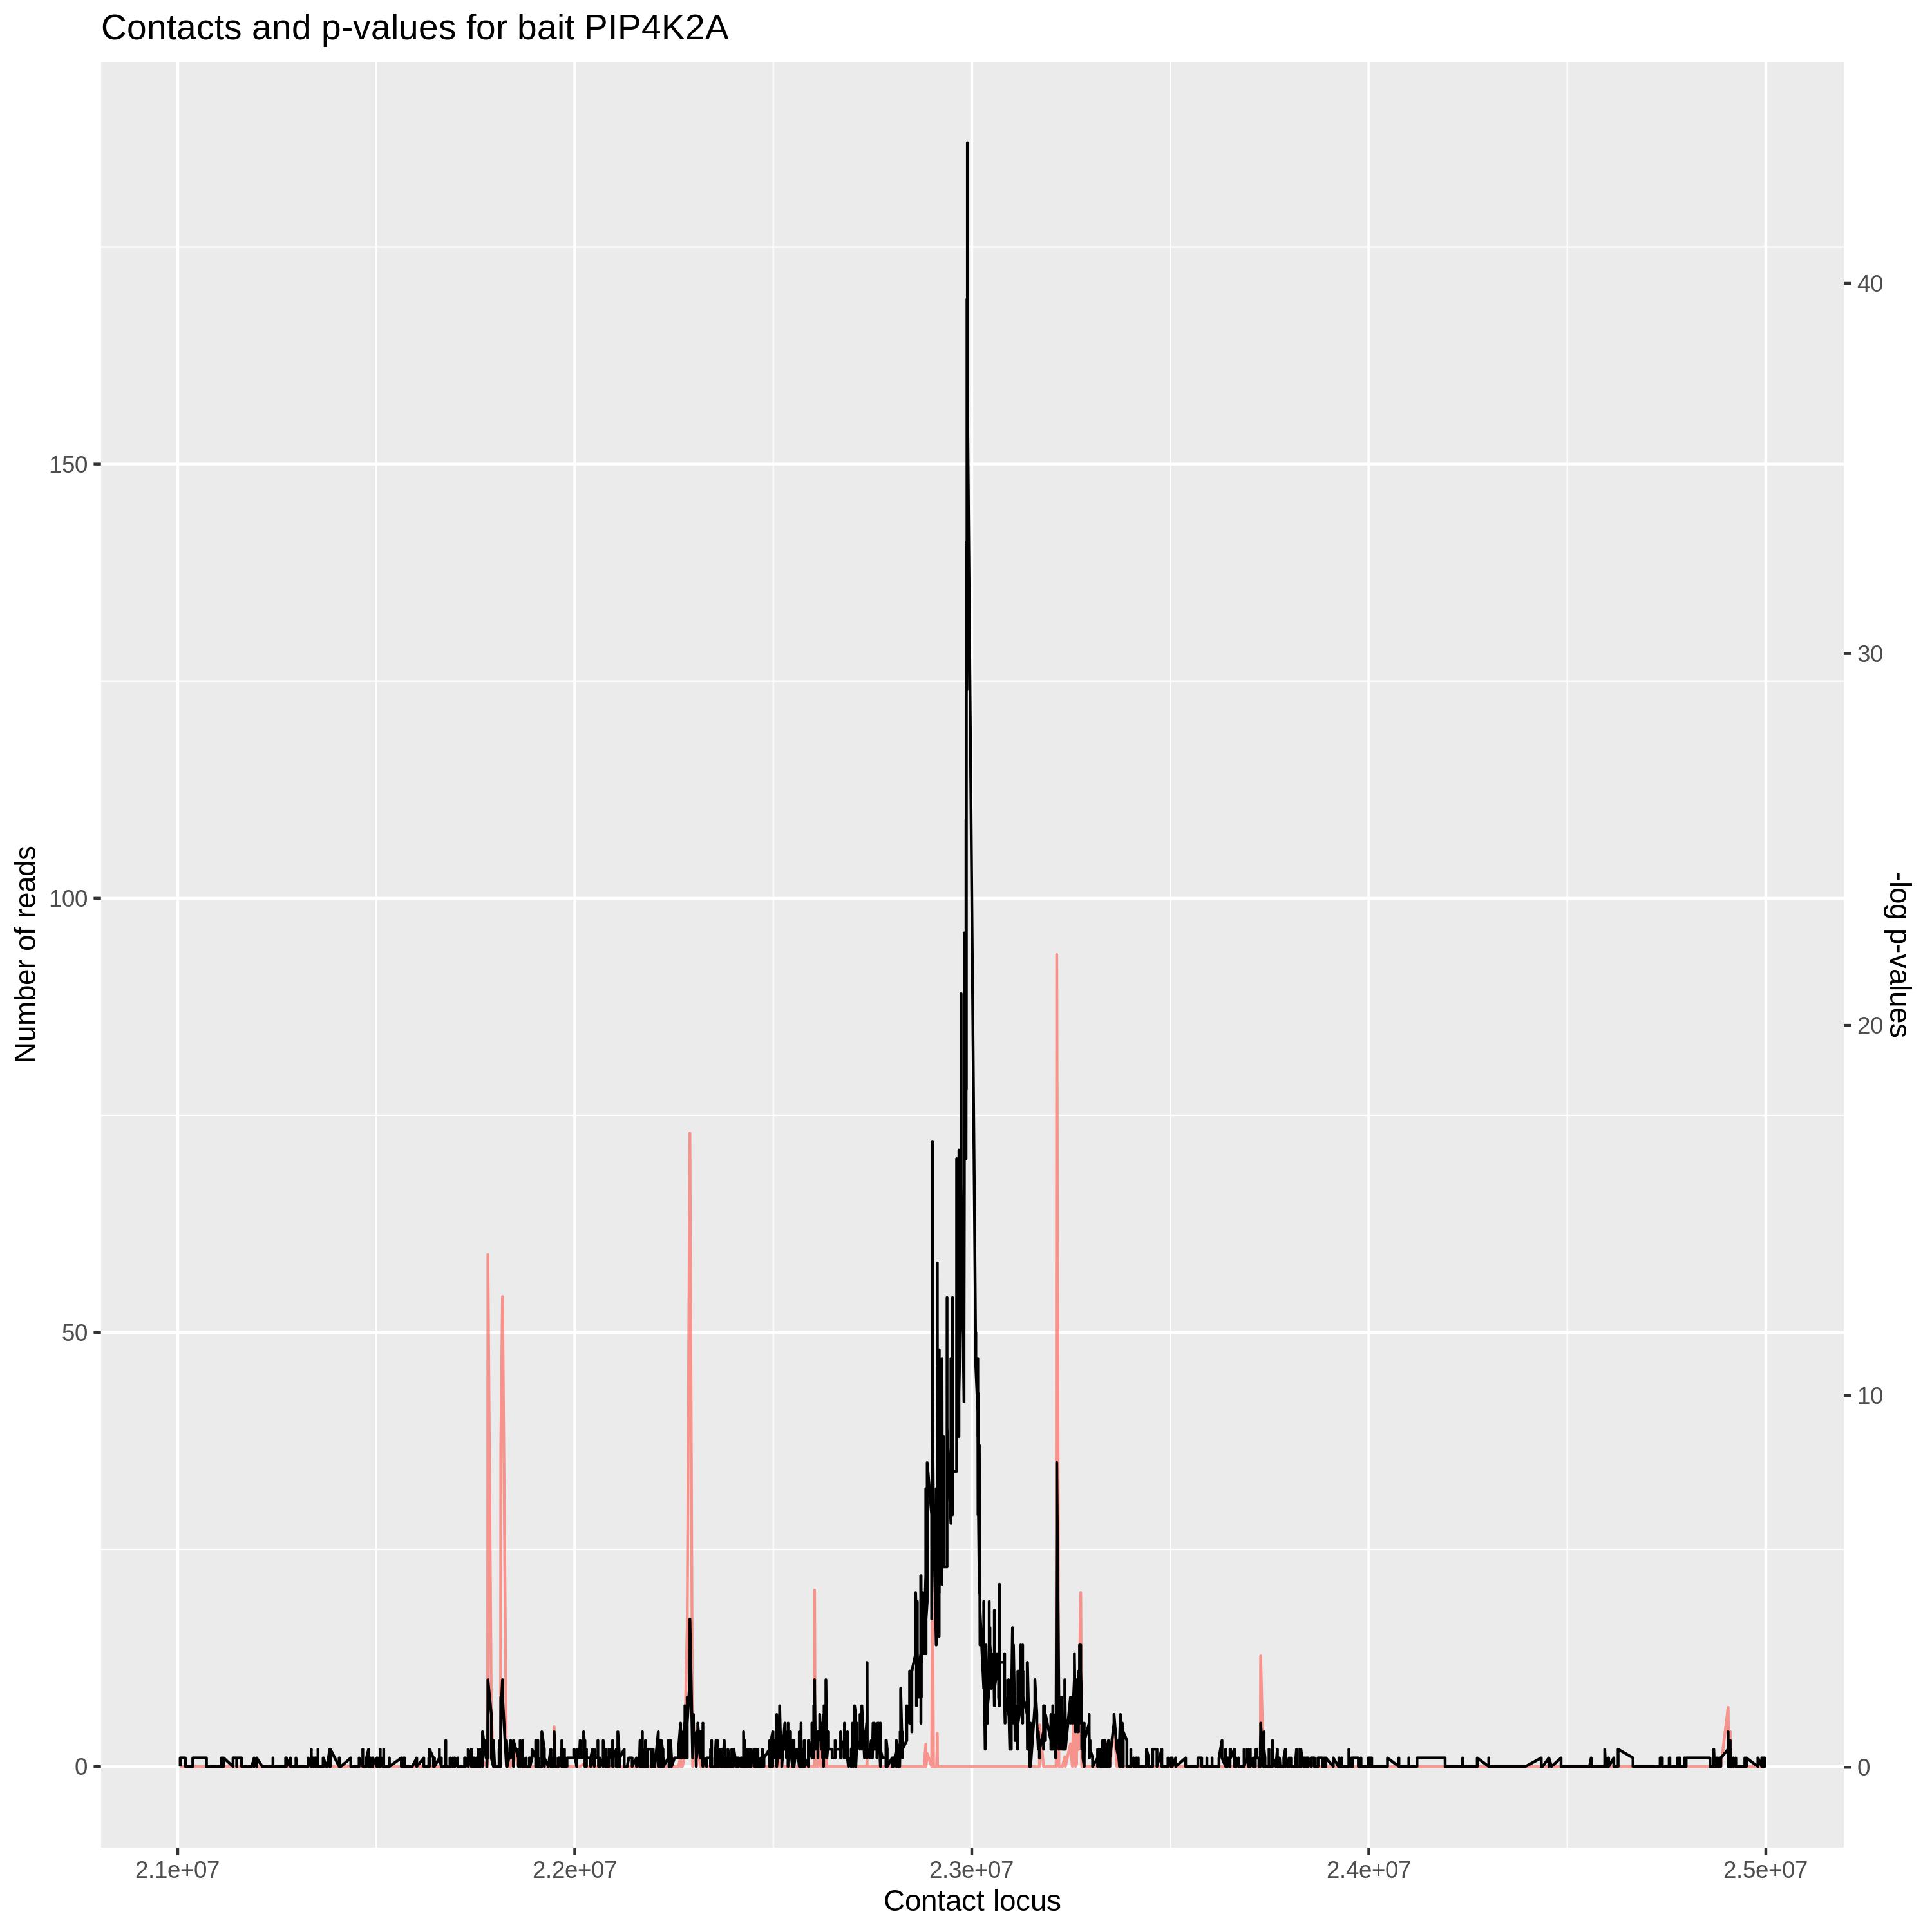 Contacts and p-values for bait PIP4K2A
Number of reads
150
100
50
0
40
30
20
10
0
-log p-values
2.1e+07
2.2e+07
2.3e+07
2.4e+07
2.5e+07
Contact locus